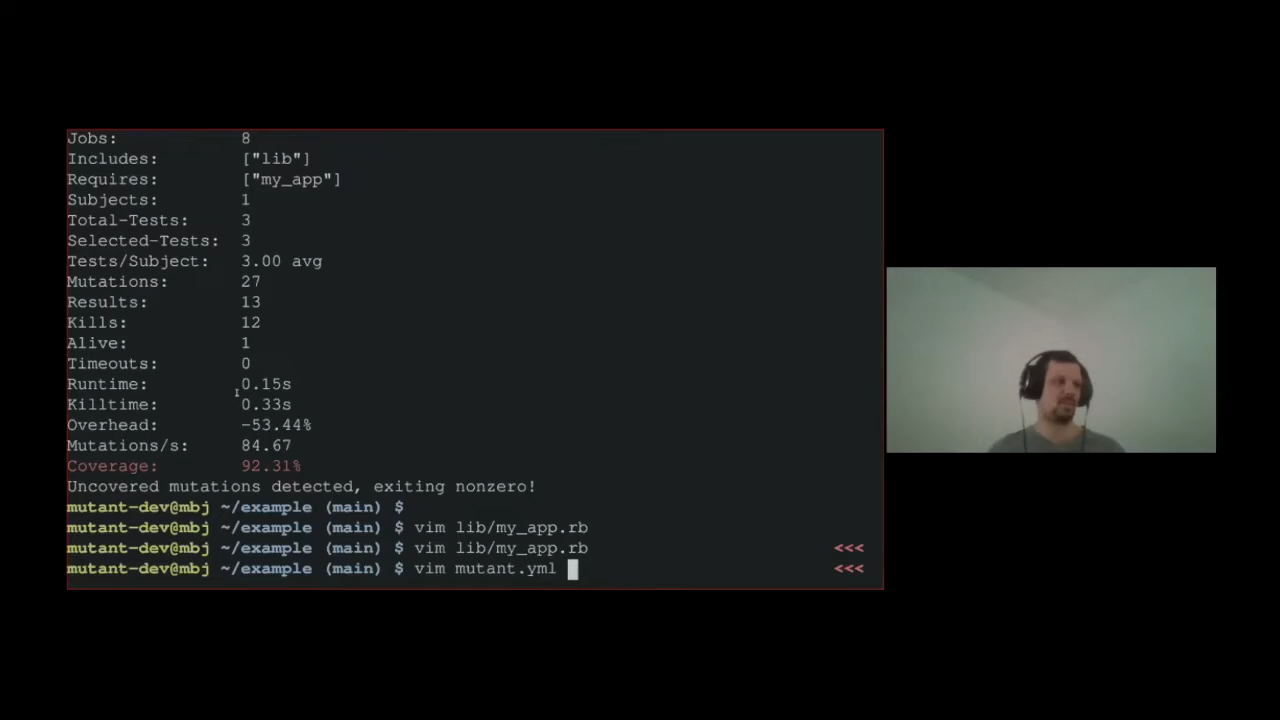 Jobs: 8
Includes: ["lib"]
Requires: ["my_app"]
Subjects: 1
Total-Tests: 3
Selected-Tests: 3
Tests/Subject: 3.00 avg
Mutations: 27
Results: 13
Kills: 12
Alive: 1
Timeouts: 0
Runtime: 0.15s
Killtime: 0.33s
Overhead: -53.44%
Mutations/s: 84.67
Coverage: 92.31%
Uncovered mutations detected, exiting nonzero!
mutant-dev@mbj ~/example (main) $
mutant-dev@mbj ~/example (main) $ vim lib/my_app.rb
mutant-dev@mbj ~/example (main) $ vim lib/my_app.rb <<<
mutant-dev@mbj ~/example (main) $ vim mutant.yml <<<